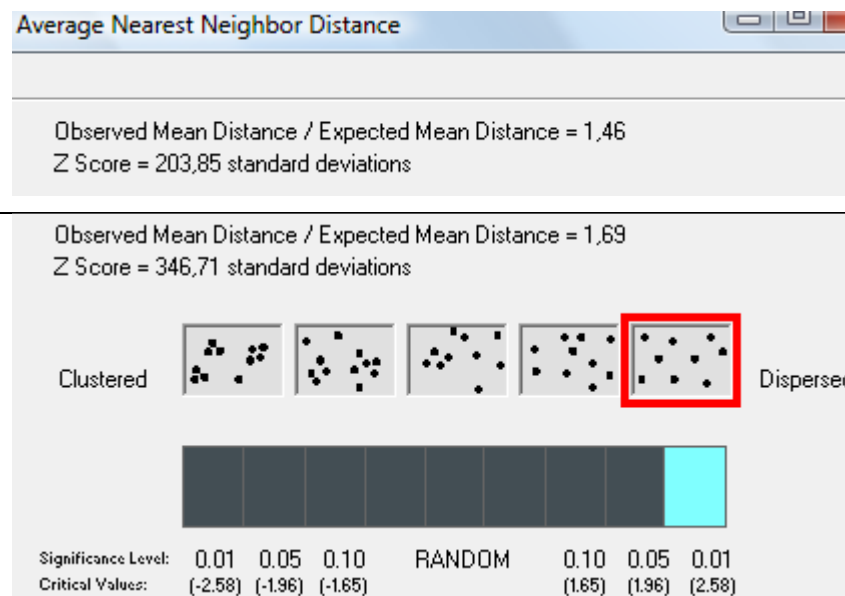 Average Nearest Neighbor Distance
Observed Mean Distance / Expected Mean Distance = 1,46
Z Score = 203,85 standard deviations
Observed Mean Distance / Expected Mean Distance = 1,69
Z Score = 346,71 standard deviations
Clustered Dispersed
Significance Level: 0.01 0.05 0.10 RANDOM 0.10 0.05 0.01
Critical Values: (-2.58) (-1.96) (-1.65) (1.65) (1.96) (2.58)